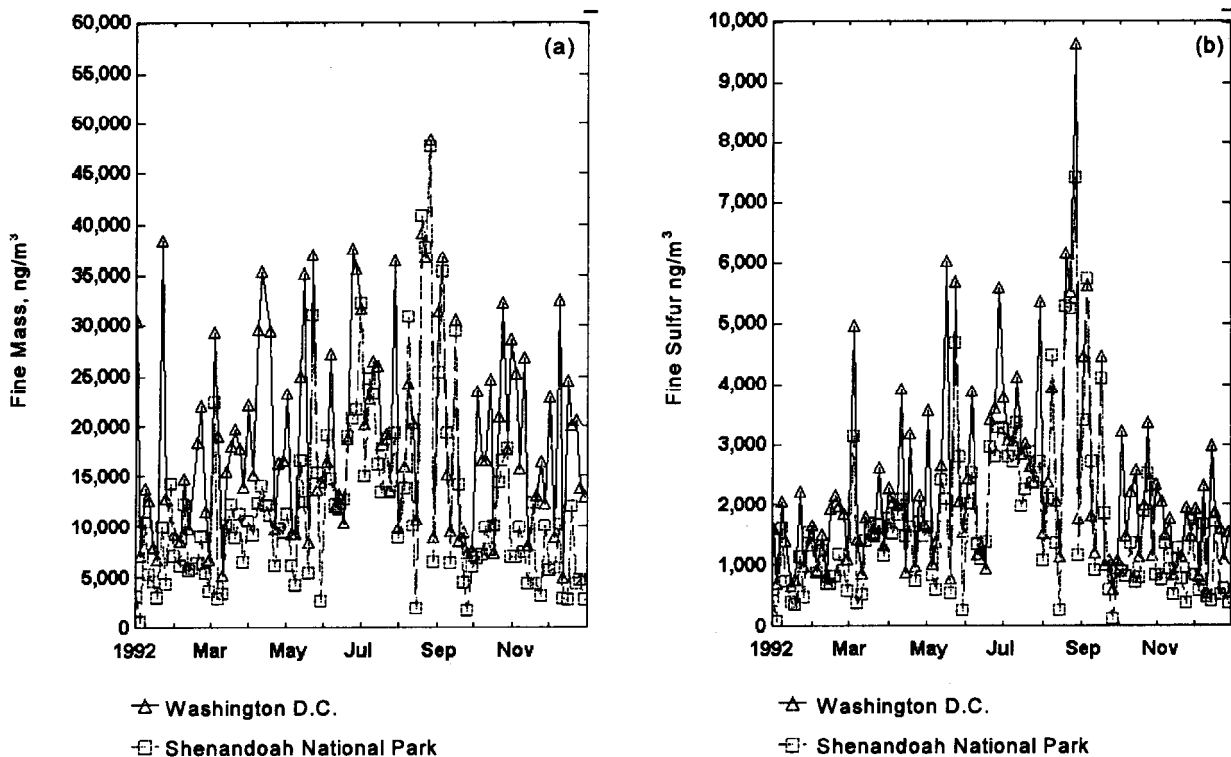 (a)
Fine Mass, ng/m³
60,000
55,000
50,000
45,000
40,000
35,000
30,000
25,000
20,000
15,000
10,000
5,000
0
1992 Mar May Jul Sep Nov
Washington D.C.
Shenandoah National Park
(b)
Fine Sulfur ng/m³
10,000
9,000
8,000
7,000
6,000
5,000
4,000
3,000
2,000
1,000
0
1992 Mar May Jul Sep Nov
Washington D.C.
Shenandoah National Park